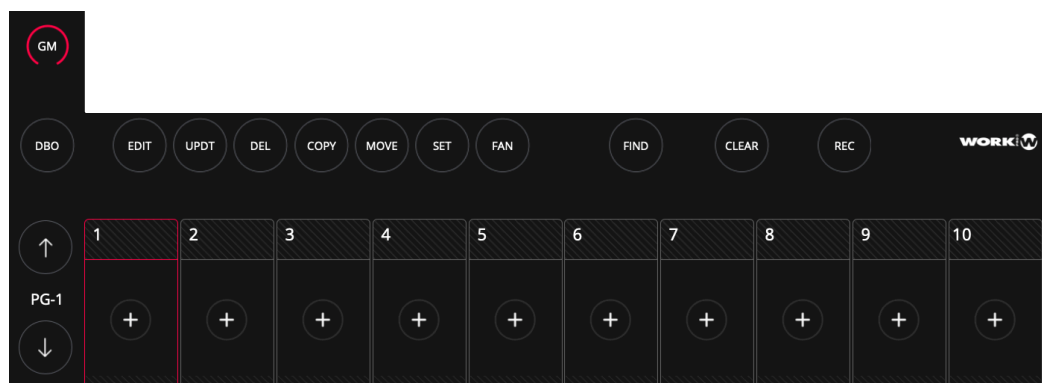 GM
DBO EDIT UPDT DEL COPY MOVE SET FAN FIND CLEAR REC WORK
1 2 3 4 5 6 7 8 9 10
PG-1